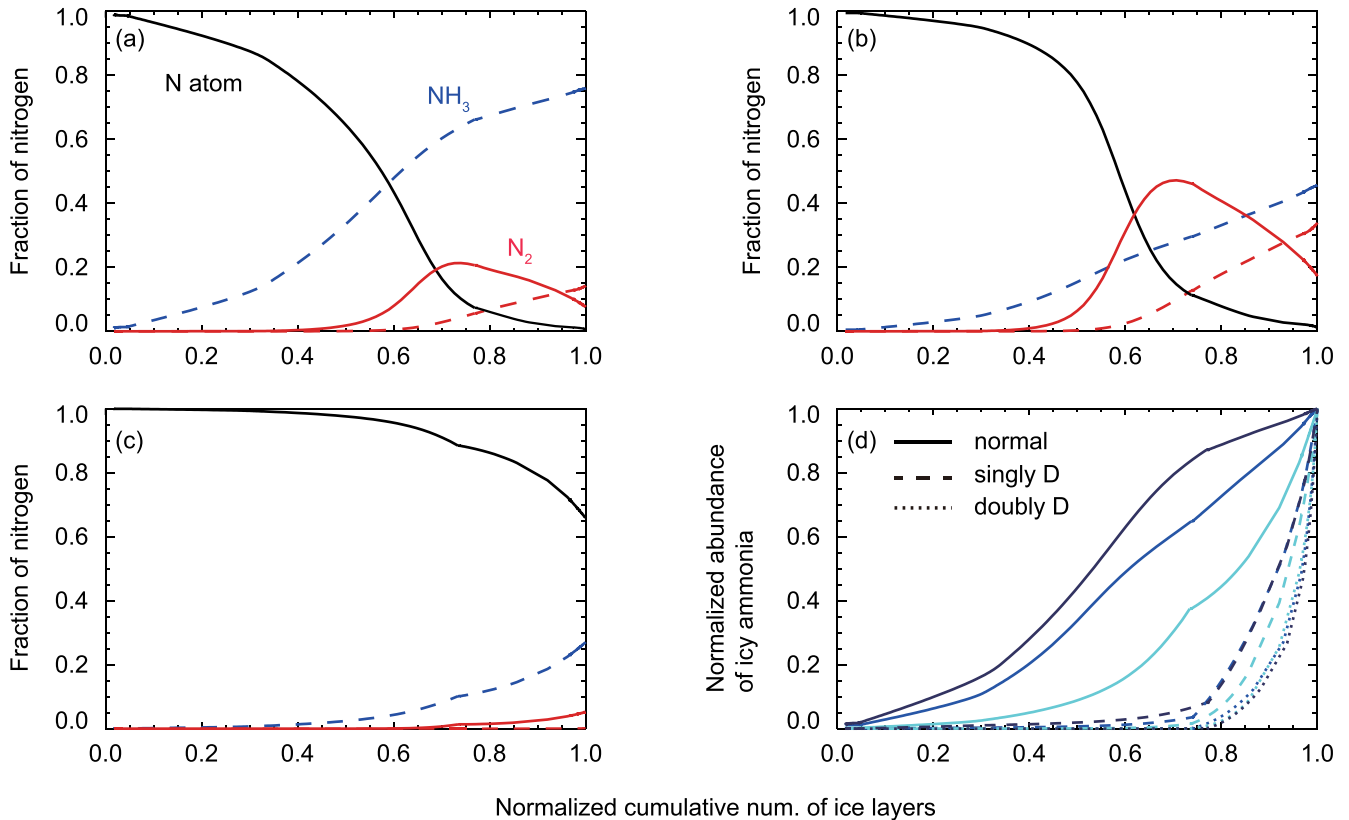 Fraction of nitrogen
1.0
0.8
0.6
0.4
0.2
0.0
(a)
N atom
NH3
N2
0.0 0.2 0.4 0.6 0.8 1.0
Fraction of nitrogen
1.0
0.8
0.6
0.4
0.2
0.0
(b)
0.0 0.2 0.4 0.6 0.8 1.0
Fraction of nitrogen
1.0
0.8
0.6
0.4
0.2
0.0
(c)
0.0 0.2 0.4 0.6 0.8 1.0
Normalized abundance
of icy ammonia
1.0
0.8
0.6
0.4
0.2
0.0
(d)
normal
singly D
doubly D
0.0 0.2 0.4 0.6 0.8 1.0
Normalized cumulative num. of ice layers